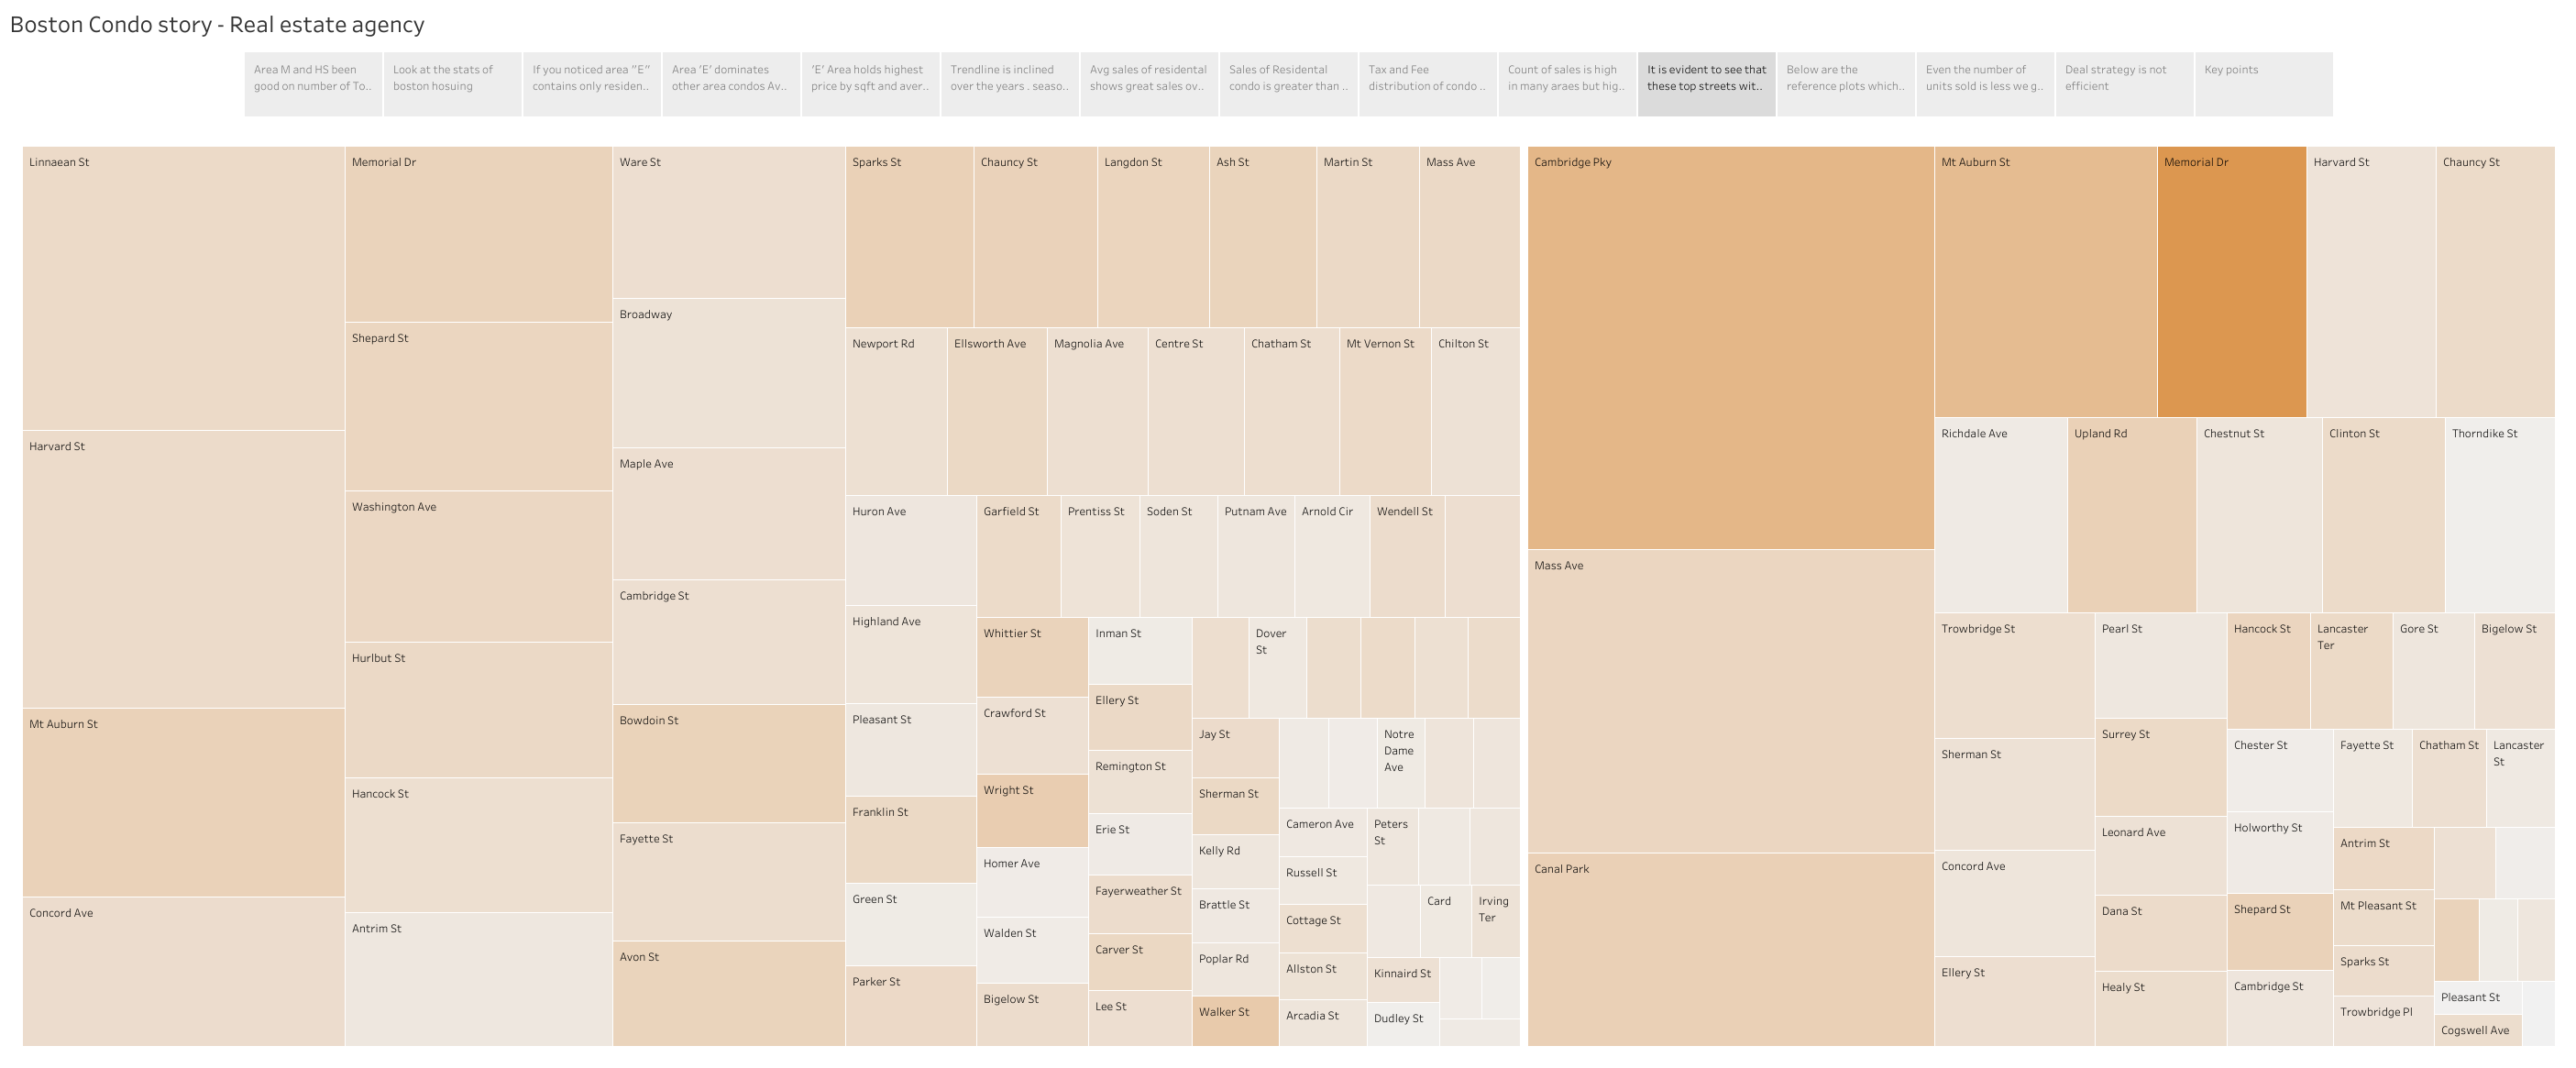 Boston Condo story - Real estate agency
Area M and HS been
good on number of To..
Look at the stats of
boston hosuing
If you noticed area “E”
contains only residen..
Area ‘E’ dominates
other area condos Av..
‘E’ Area holds highest
price by sqft and aver..
Trendline is inclined
over the years . seaso..
Avg sales of residental
shows great sales ov..
Sales of Residental
condo is greater than ..
Tax and Fee
distribution of condo ..
Count of sales is high
in many araes but hig..
It is evident to see that
these top streets wit..
Below are the
reference plots which..
Even the number of
units sold is less we g..
Deal strategy is not
efficient
Key points
Linnaean St
Harvard St
Mt Auburn St
Concord Ave
Memorial Dr
Shepard St
Washington Ave
Hurlbut St
Hancock St
Antrim St
Ware St
Broadway
Maple Ave
Cambridge St
Bowdoin St
Fayette St
Avon St
Sparks St
Chauncy St
Langdon St
Ash St
Martin St
Mass Ave
Newport Rd
Ellsworth Ave
Magnolia Ave
Centre St
Chatham St
Mt Vernon St
Chilton St
Huron Ave
Highland Ave
Pleasant St
Franklin St
Green St
Parker St
Garfield St
Prentiss St
Soden St
Putnam Ave
Arnold Cir
Wendell St
Whittier St
Crawford St
Wright St
Homer Ave
Walden St
Bigelow St
Inman St
Ellery St
Remington St
Erie St
Fayerweather St
Carver St
Lee St
Dover
St
Jay St
Sherman St
Kelly Rd
Brattle St
Poplar Rd
Walker St
Notre
Dame
Ave
Cameron Ave
Russell St
Cottage St
Allston St
Arcadia St
Peters
St
Card
Irving
Ter
Kinnaird St
Dudley St
Cambridge Pky
Mass Ave
Canal Park
Mt Auburn St
Memorial Dr
Harvard St
Chauncy St
Richdale Ave
Upland Rd
Chestnut St
Clinton St
Thorndike St
Trowbridge St
Sherman St
Concord Ave
Ellery St
Pearl St
Surrey St
Leonard Ave
Dana St
Healy St
Hancock St
Lancaster
Ter
Gore St
Bigelow St
Chester St
Holworthy St
Shepard St
Cambridge St
Fayette St
Chatham St
Lancaster
St
Antrim St
Mt Pleasant St
Sparks St
Trowbridge Pl
Pleasant St
Cogswell Ave